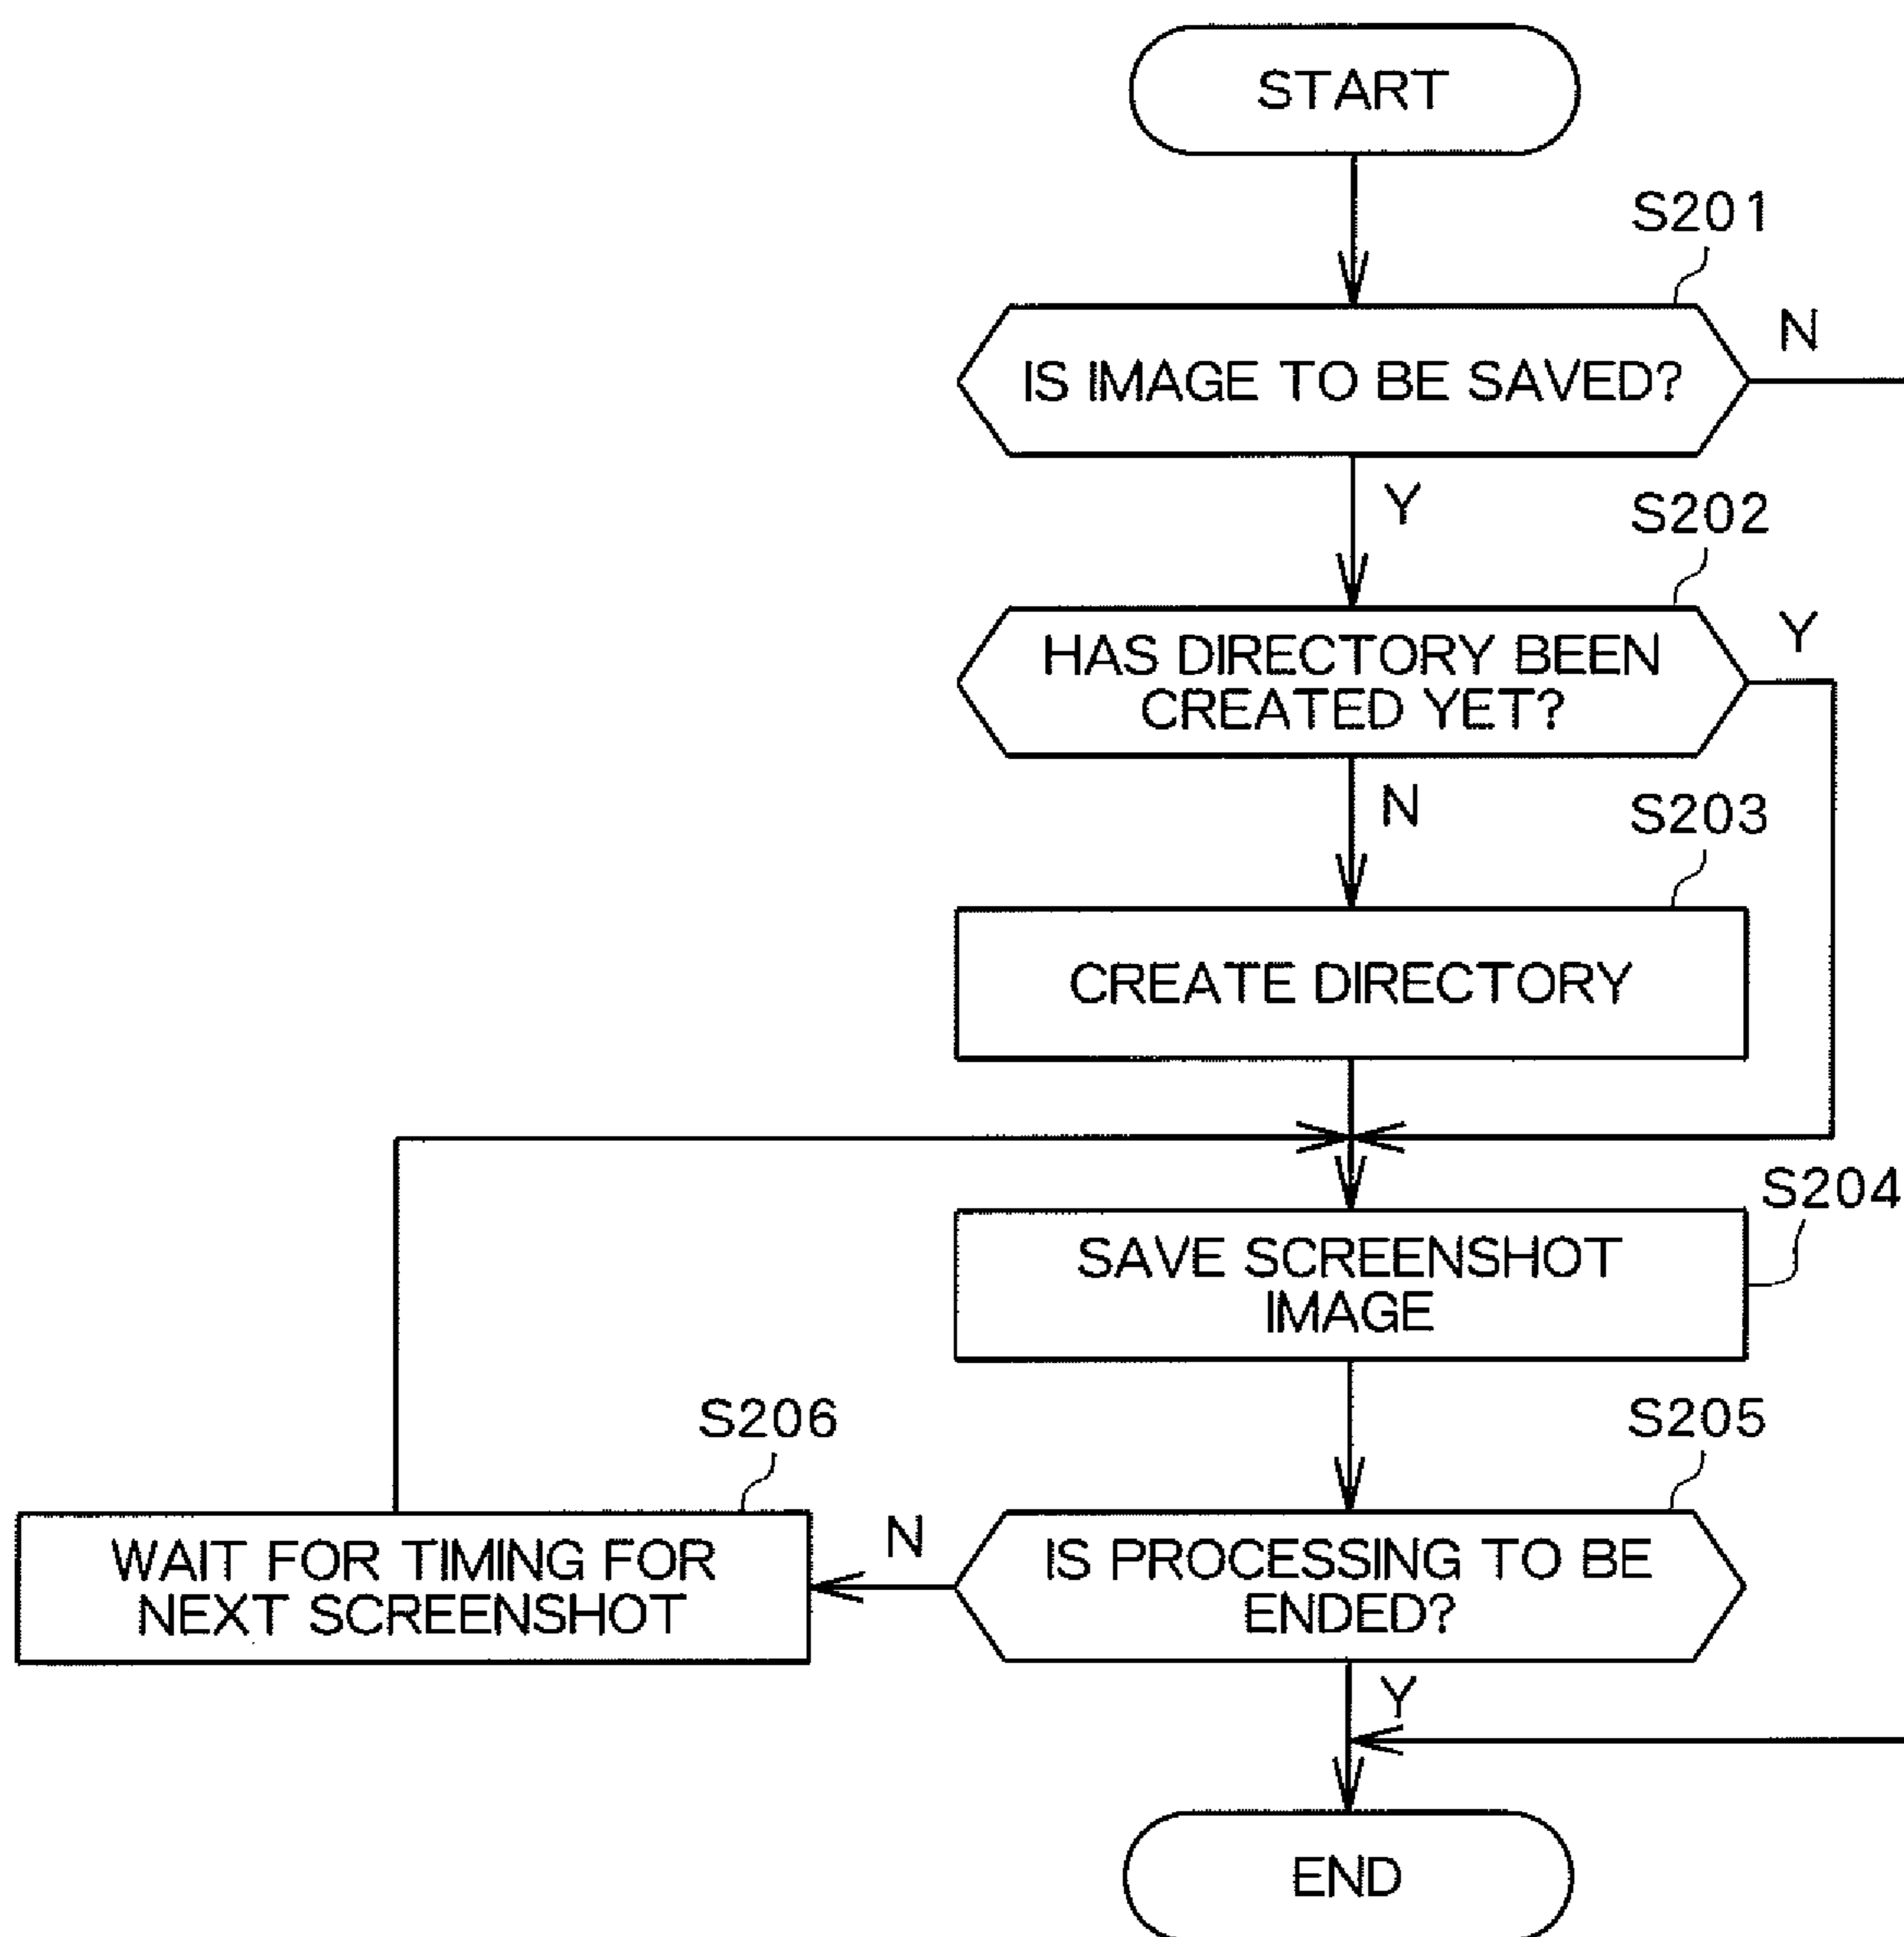 START
S201
IS IMAGE TO BE SAVED?
N
Y
S202
HAS DIRECTORY BEEN
CREATED YET?
Y
N
S203
CREATE DIRECTORY
S204
SAVE SCREENSHOT
IMAGE
S206
S205
WAIT FOR TIMING FOR
NEXT SCREENSHOT
N
IS PROCESSING TO BE
ENDED?
Y
END